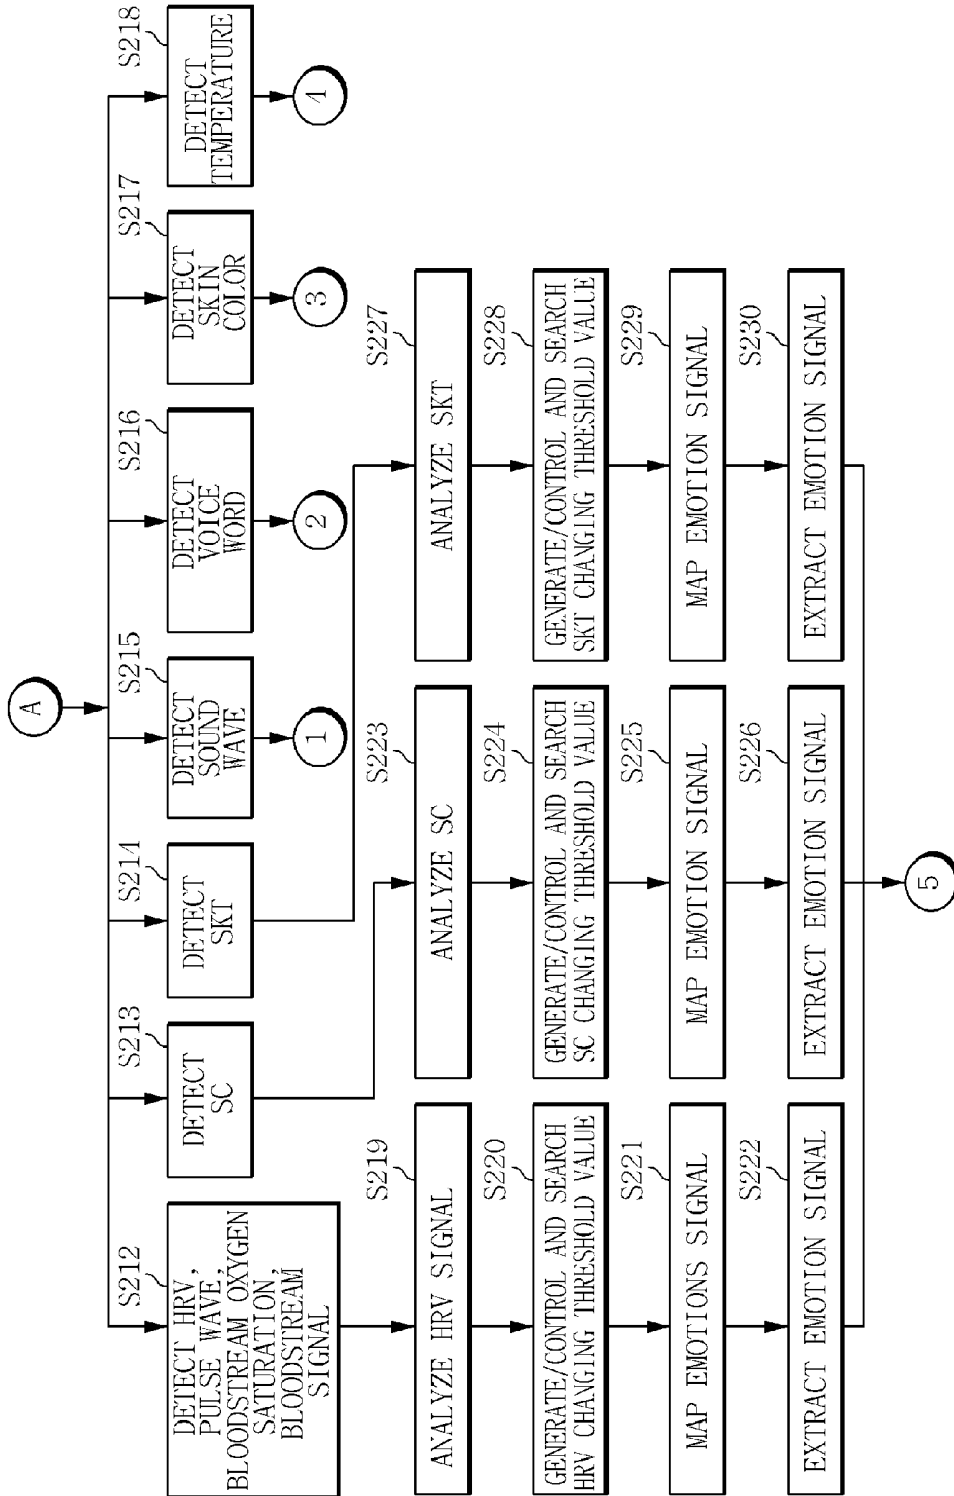 A
S212
DETECT HRV,
PULSE WAVE,
BLOODSTREAM OXYGEN
SATURATION,
BLOODSTREAM
SIGNAL
S213
DETECT
SC
S214
DETECT
SKT
S215
DETECT
SOUND
WAVE
S216
DETECT
VOICE
WORD
S217
DETECT
SKIN
COLOR
S218
DETECT
TEMPERATURE
1
2
3
4
S219
ANALYZE HRV SIGNAL
S223
ANALYZE SC
S227
ANALYZE SKT
S220
GENERATE/CONTROL AND SEARCH
HRV CHANGING THRESHOLD VALUE
S224
GENERATE/CONTROL AND SEARCH
SC CHANGING THRESHOLD VALUE
S228
GENERATE/CONTROL AND SEARCH
SKT CHANGING THRESHOLD VALUE
S221
MAP EMOTIONS SIGNAL
S225
MAP EMOTION SIGNAL
S229
MAP EMOTION SIGNAL
S222
EXTRACT EMOTION SIGNAL
S226
EXTRACT EMOTION SIGNAL
S230
EXTRACT EMOTION SIGNAL
5